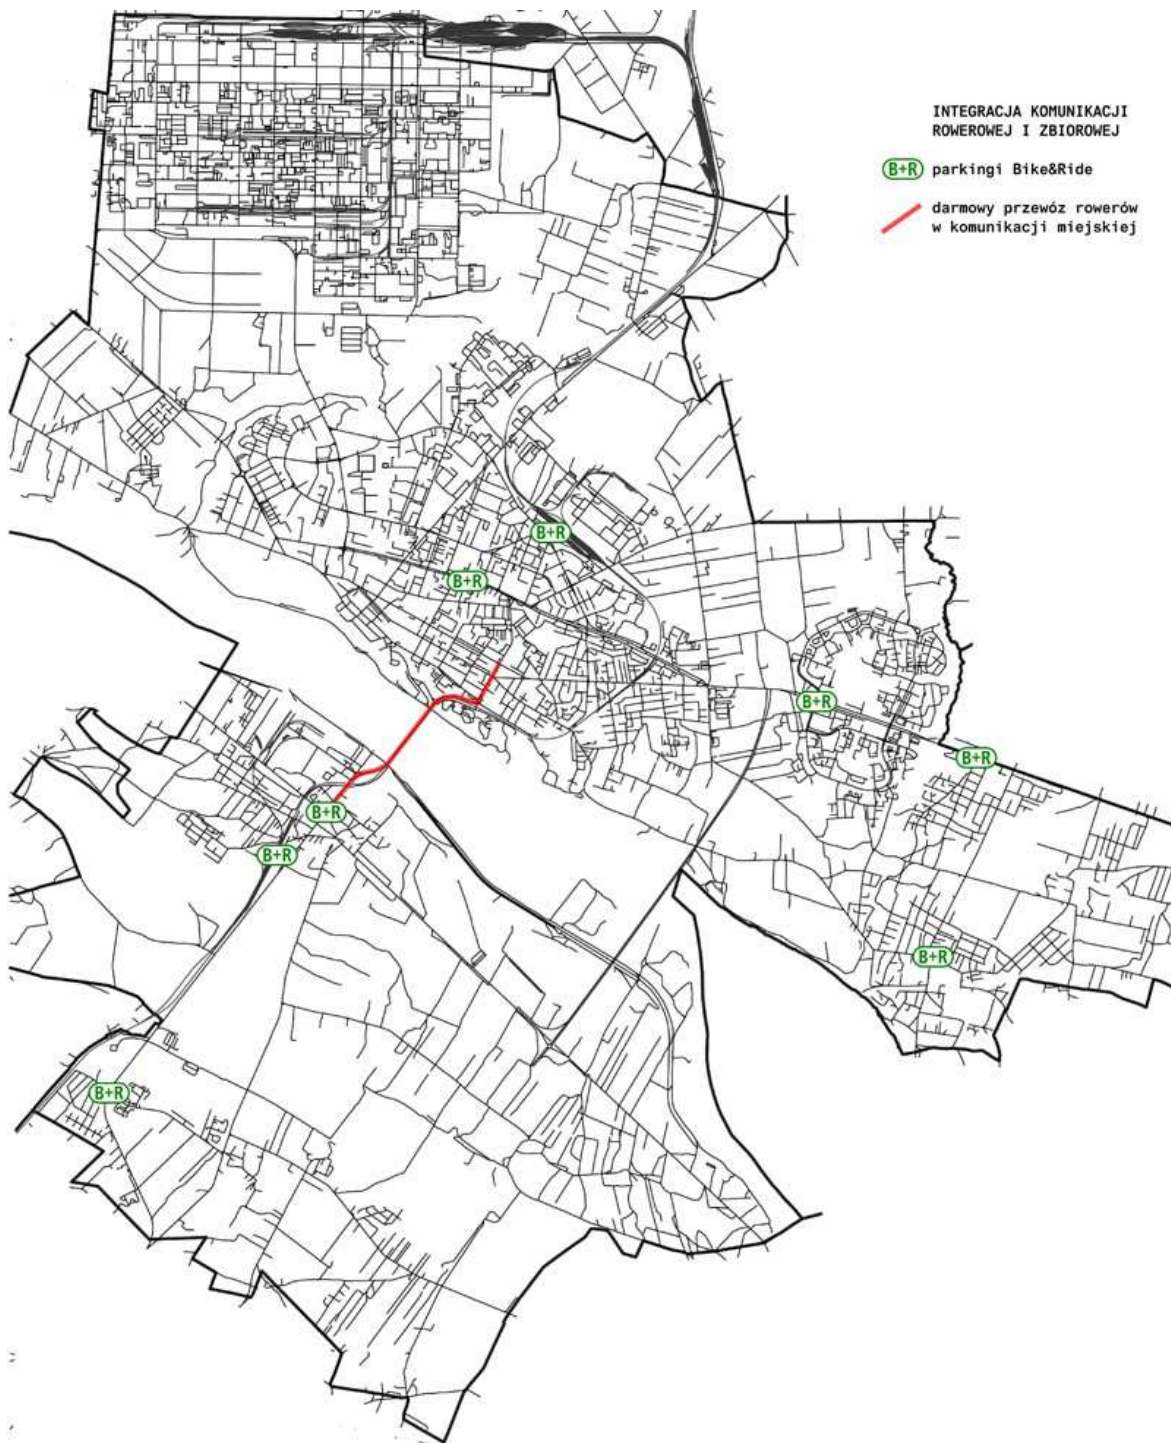 INTEGRACJA KOMUNIKACJI
ROWEROWEJ I ZBIOROWEJ
B+R parkingi Bike&Ride
darmowy przewóz rowerów
w komunikacji miejskiej
B+R
B+R
B+R
B+R
B+R
B+R
B+R
B+R